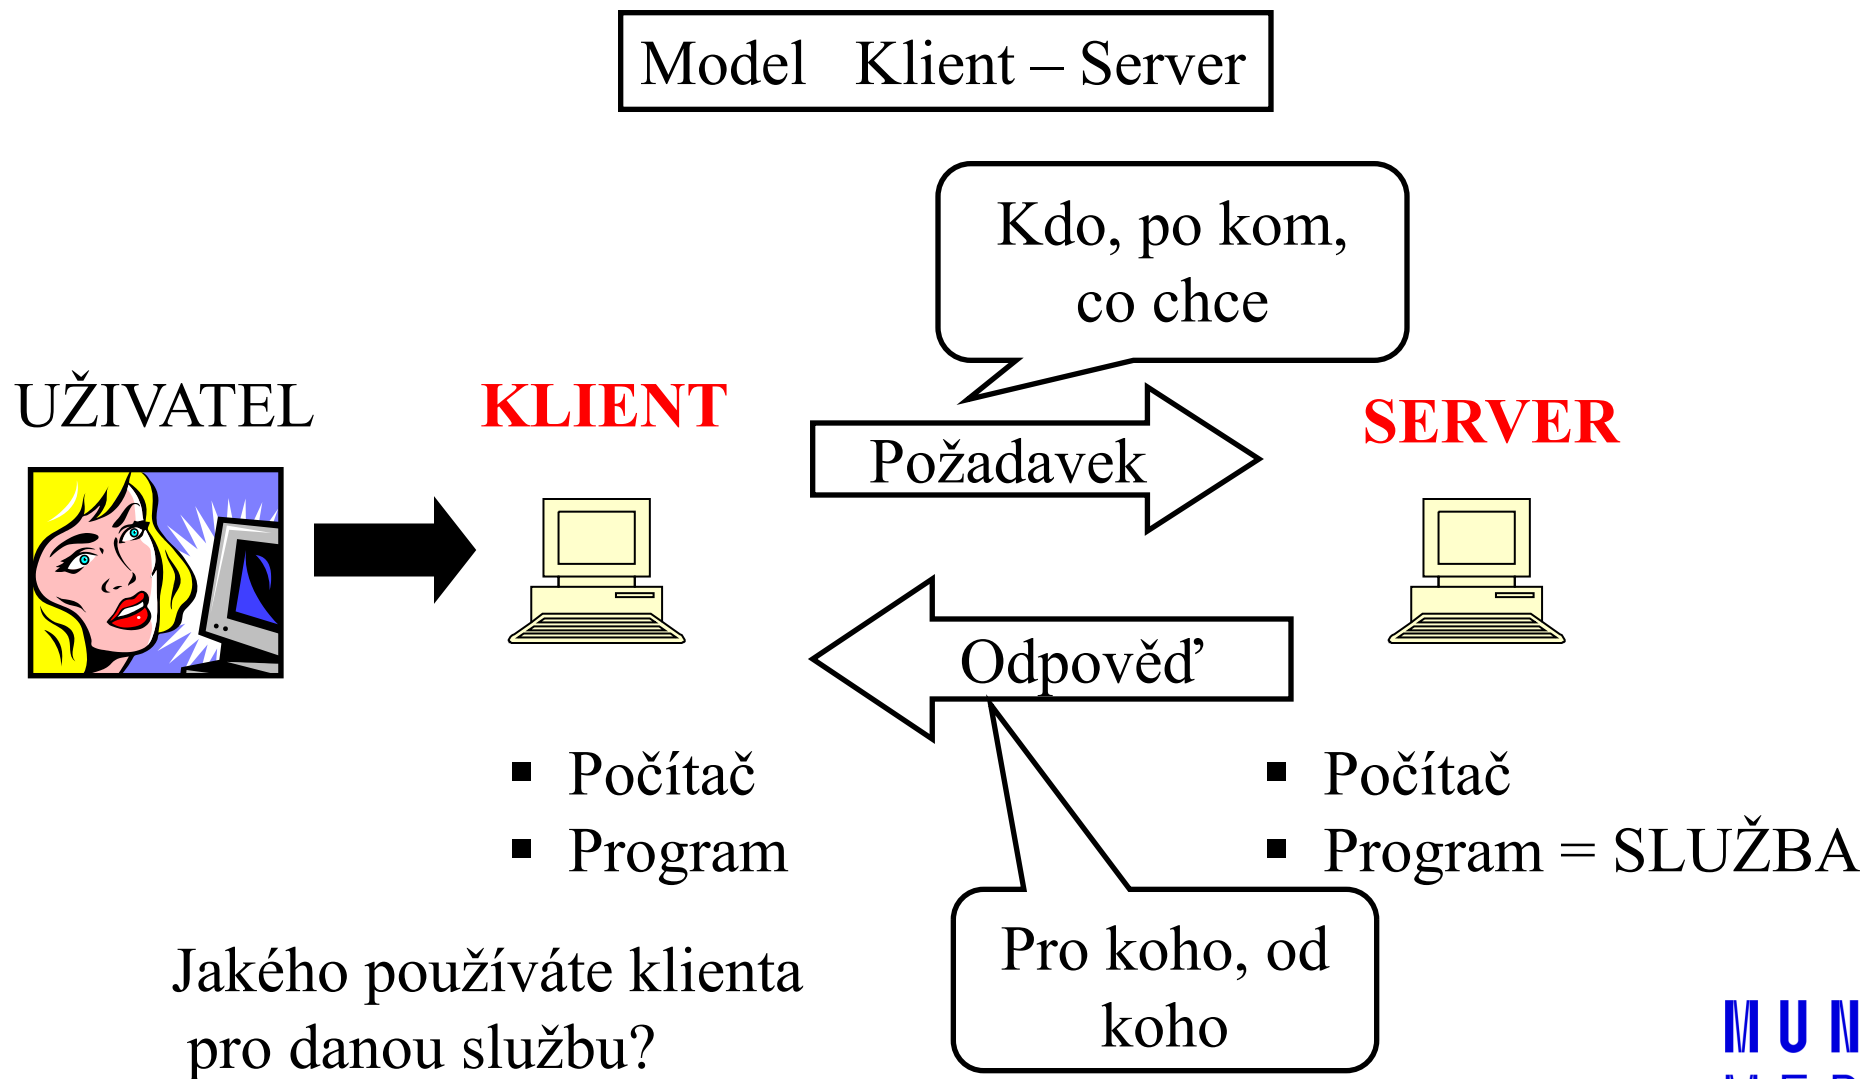 Model Klient – Server
Kdo, po kom,
co chce
UŽIVATEL
KLIENT
SERVER
Požadavek
Odpověď
▪ Počítač
▪ Program
▪ Počítač
▪ Program = SLUŽBA
Pro koho, od
koho
Jakého používáte klienta
pro danou službu?
MUN